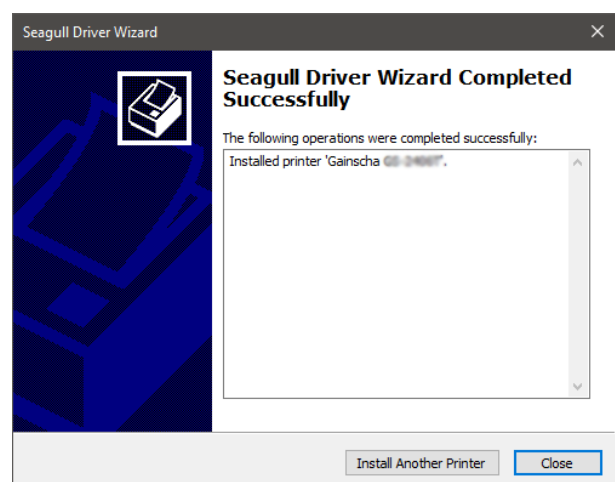 Seagull Driver Wizard
Seagull Driver Wizard Completed
Successfully
The following operations were completed successfully:
Installed printer 'Gainscha
Install Another Printer
Close